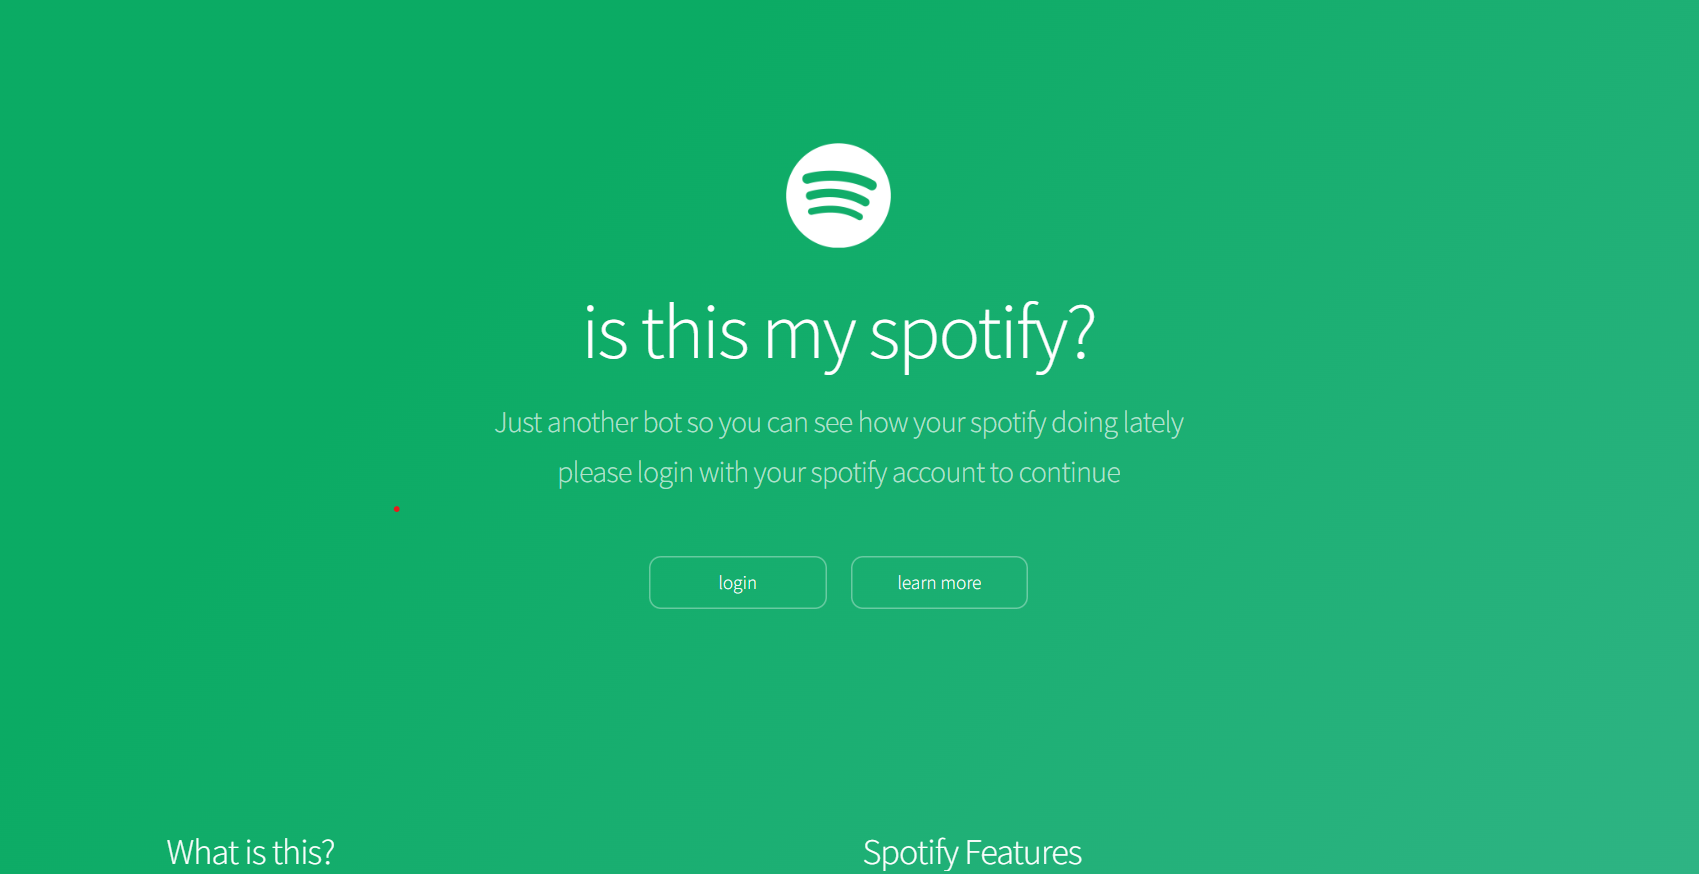 is this my spotify?
Just another bot so you can see how your spotify doing lately
please login with your spotify account to continue
login
learn more
What is this?
Spotify Features